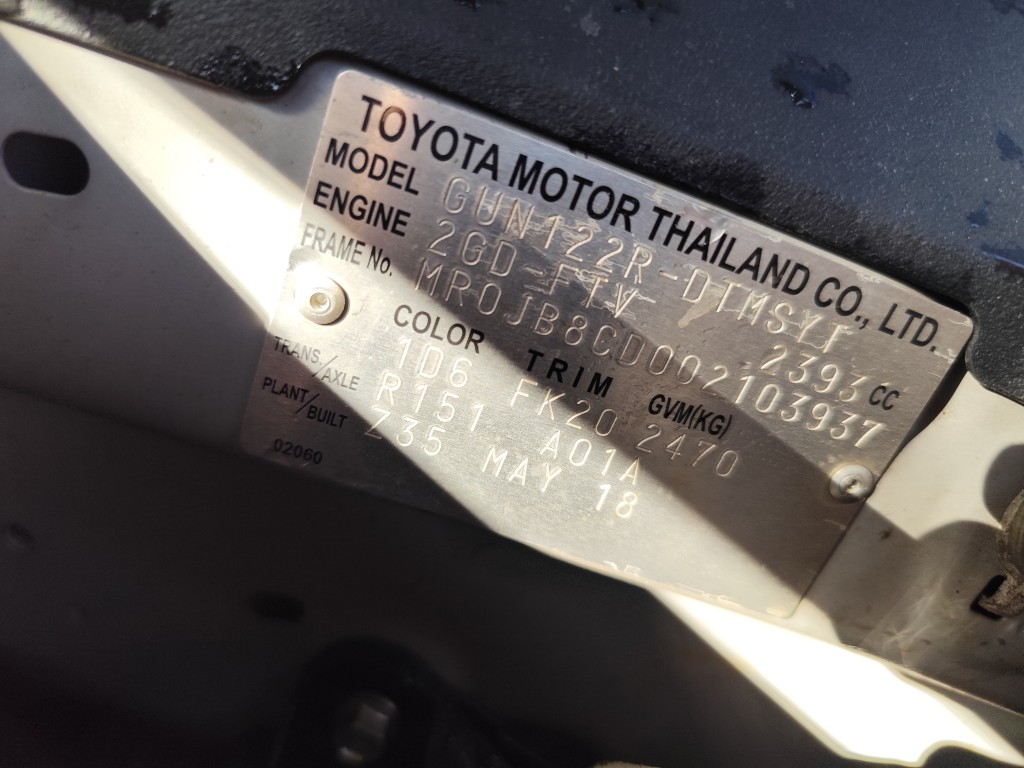 TOYOTA MOTOR THAILAND CO., LTD.
MODEL GUN122R-DTMSYT
ENGINE 2GD-FTV 2393 CC
FRAME No. MR0JB8CD002103937
COLOR TRIM GVM(KG)
1D6 FK20 2470
TRANS/AXLE R151 A01A
PLANT/BUILT Z35 MAY 18
02060